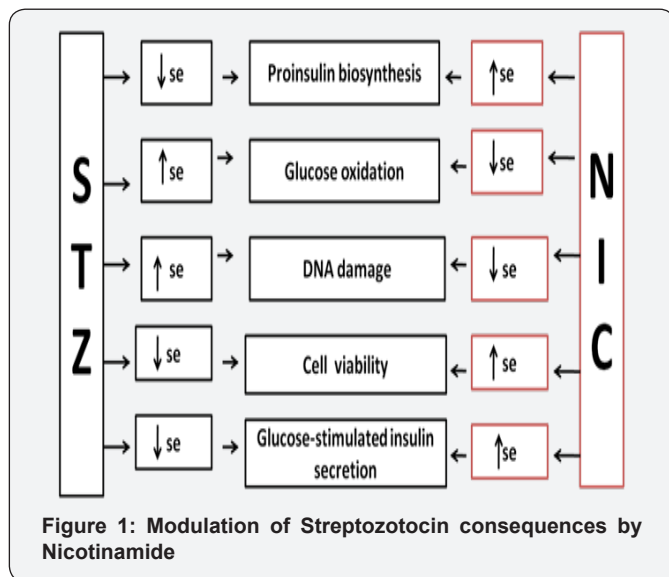 ↓se Proinsulin biosynthesis ↑se
↑se Glucose oxidation ↓se
↑se DNA damage ↓se
↓se Cell viability ↑se
↓se Glucose-stimulated insulin
secretion ↑se
S
T
Z
N
I
C
Figure 1: Modulation of Streptozotocin consequences by
Nicotinamide